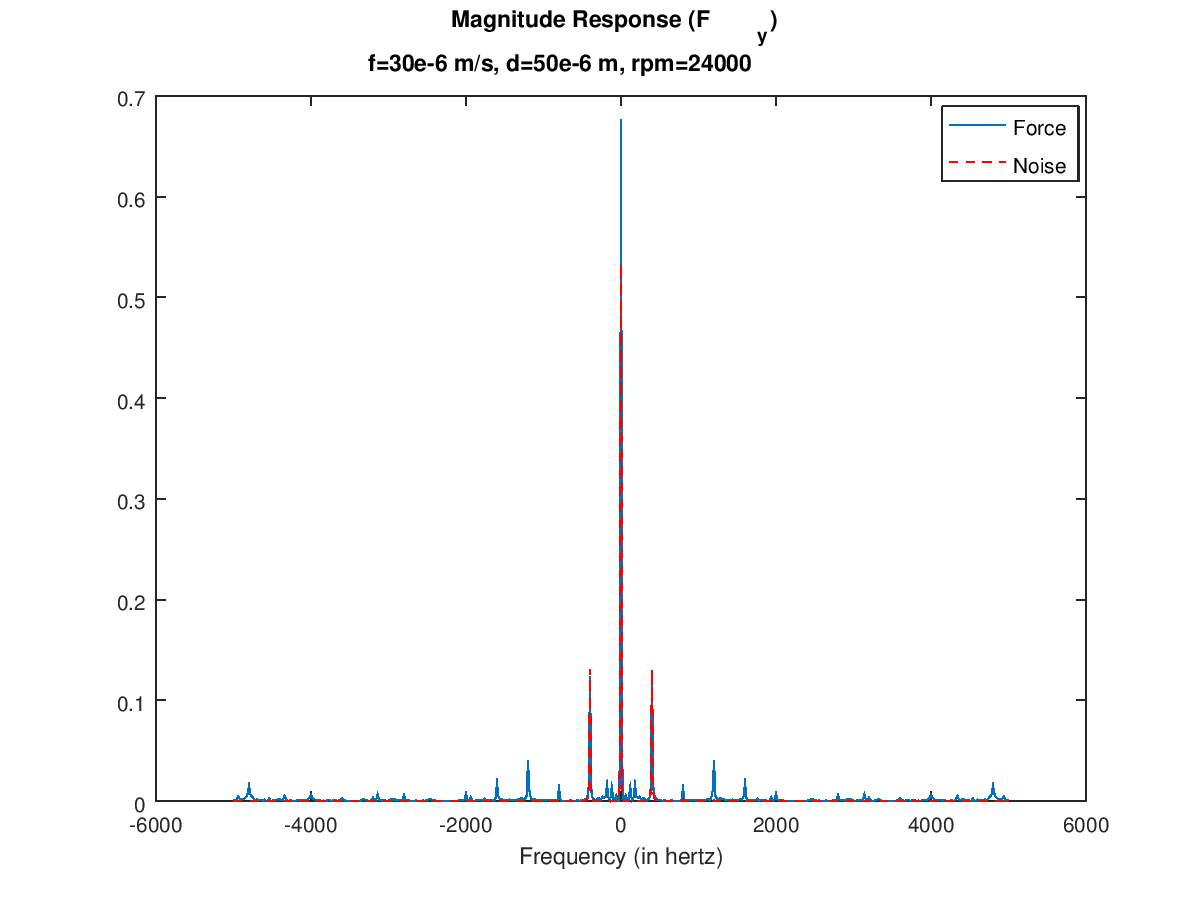 Magnitude Response (F y)
f=30e-6 m/s, d=50e-6 m, rpm=24000
0.7
0.6
0.5
0.4
0.3
0.2
0.1
0
Force
Noise
-6000 -4000 -2000 0 2000 4000 6000
Frequency (in hertz)